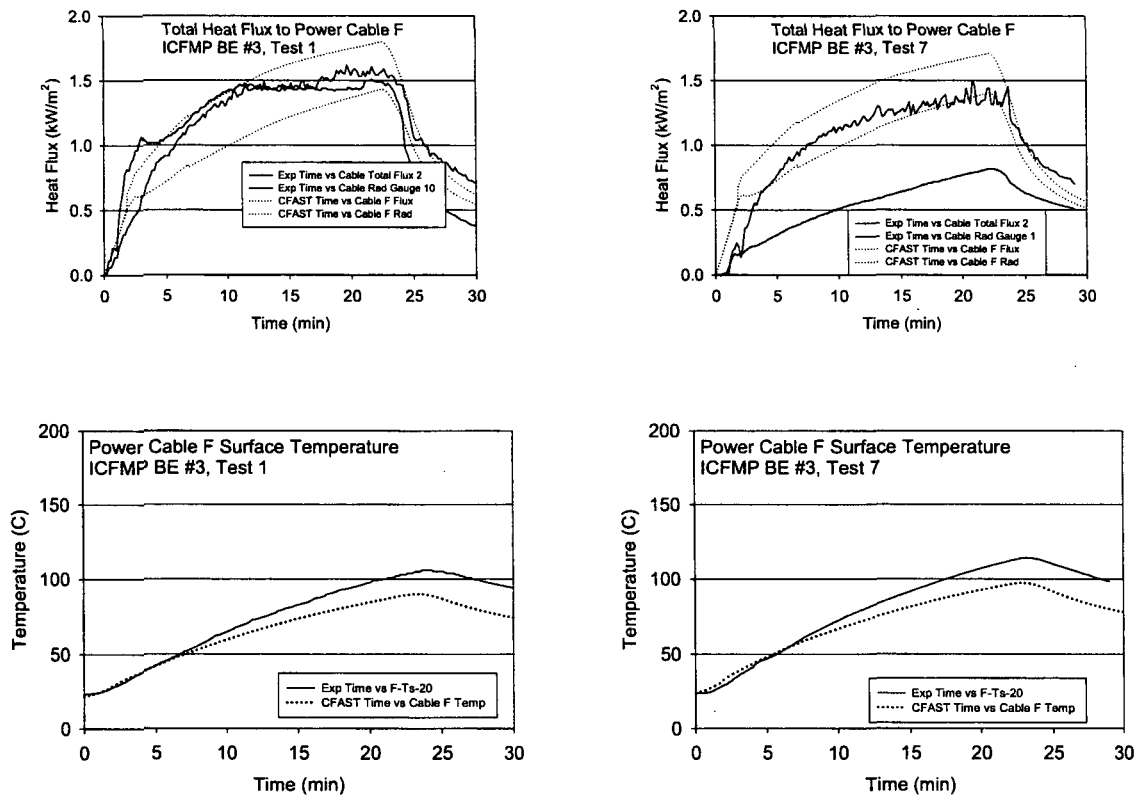 Total Heat Flux to Power Cable F
ICFMP BE #3, Test 1
2.0
1.5
1.0
0.5
0.0
Heat Flux (kW/m²)
Exp Time vs Cable Total Flux 2
Exp Time vs Cable Rad Gauge 10
CFAST Time vs Cable F Flux
CFAST Time vs Cable F Rad
0 5 10 15 20 25 30
Time (min)
Total Heat Flux to Power Cable F
ICFMP BE #3, Test 7
2.0
1.5
1.0
0.5
0.0
Heat Flux (kW/m²)
Exp Time vs Cable Total Flux 2
Exp Time vs Cable Rad Gauge 1
CFAST Time vs Cable F Flux
CFAST Time vs Cable F Rad
0 5 10 15 20 25 30
Time (min)
Power Cable F Surface Temperature
ICFMP BE #3, Test 1
200
150
100
50
0
Temperature (C)
Exp Time vs F-Ts-20
CFAST Time vs Cable F Temp
0 5 10 15 20 25 30
Time (min)
Power Cable F Surface Temperature
ICFMP BE #3, Test 7
200
150
100
50
0
Temperature (C)
Exp Time vs F-Ts-20
CFAST Time vs Cable F Temp
0 5 10 15 20 25 30
Time (min)